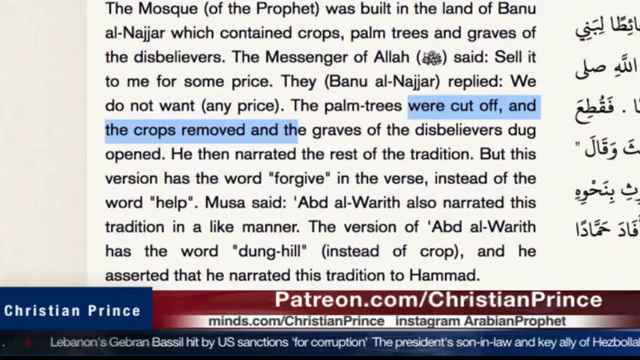 The Mosque (of the Prophet) was built in the land of Banu
al-Najjar which contained crops, palm trees and graves of
the disbelievers. The Messenger of Allah (ﷺ) said: Sell it
to me for some price. They (Banu al-Najjar) replied: We
do not want (any price). The palm-trees were cut off, and
the crops removed and the graves of the disbelievers dug
opened. He then narrated the rest of the tradition. But this
version has the word "forgive" in the verse, instead of the
word "help". Musa said: 'Abd al-Warith also narrated this
tradition in a like manner. The version of 'Abd al-Warith
has the word "dung-hill" (instead of crop), and he
asserted that he narrated this tradition to Hammad.
ائِطًا لِبَنِي
اللَّهِ صلى
. فَقُطِعَ
ثَ وَقَالَ "
رِثِ بِنَحْوِهِ
أَفَادَ حَمَّادًا
Christian Prince
Patreon.com/ChristianPrince
minds.com/ChristianPrince instagram ArabianProphet
Lebanon's Gebran Bassil hit by US sanctions 'for corruption' The president's son-in-law and key ally of Hezbolla